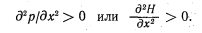 ∂²p/∂x² > 0 или ∂²H/∂x² > 0.